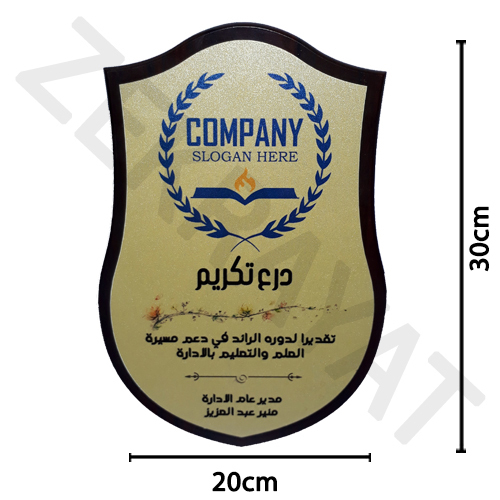 COMPANY
SLOGAN HERE
درع تكريم
تقديرا لدوره الرائد في دعم مسيرة
العلم والتعليم بالادارة
مدير عام الادارة
منير عبد العزيز
30cm
20cm